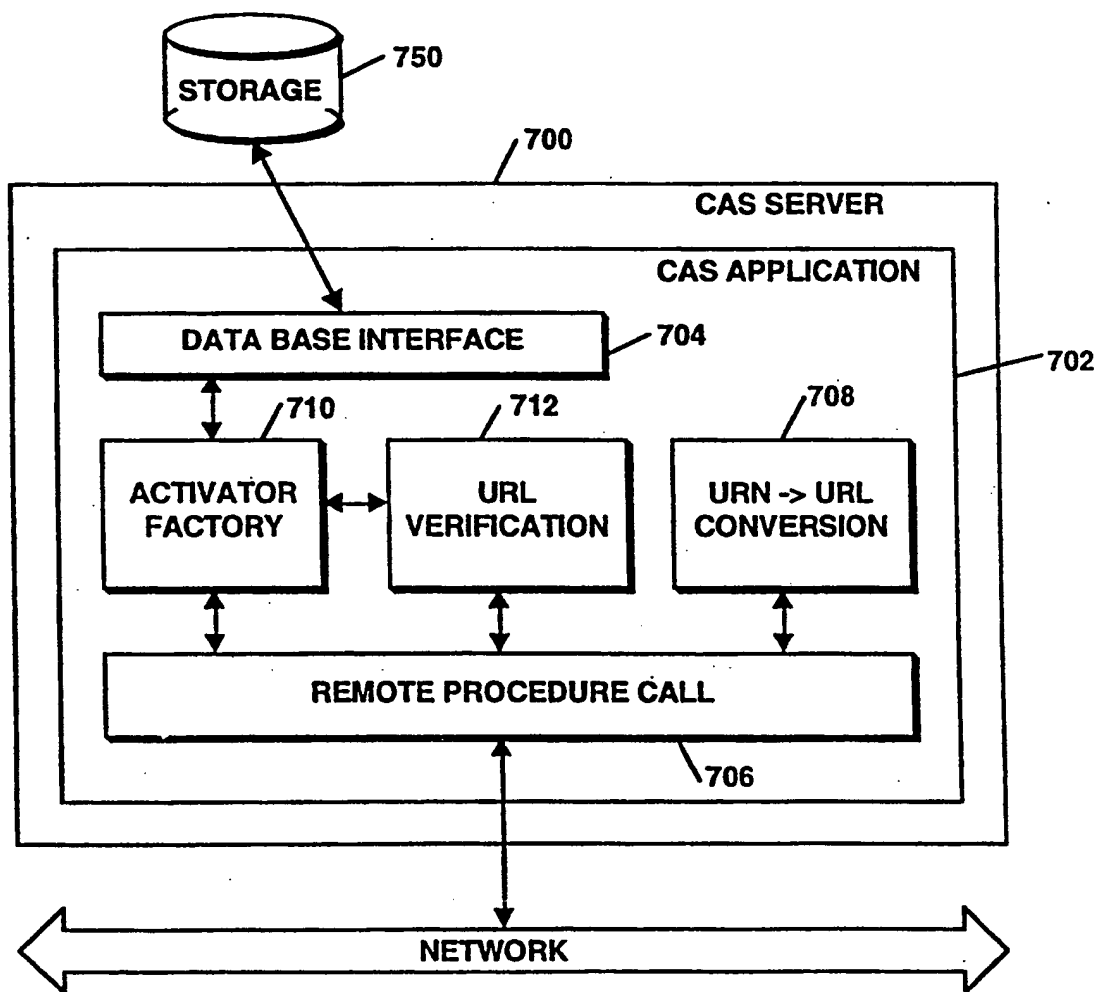 750
STORAGE
700
CAS SERVER
CAS APPLICATION
DATA BASE INTERFACE
704
702
710
712
708
ACTIVATOR
FACTORY
URL
VERIFICATION
URN -> URL
CONVERSION
REMOTE PROCEDURE CALL
706
NETWORK